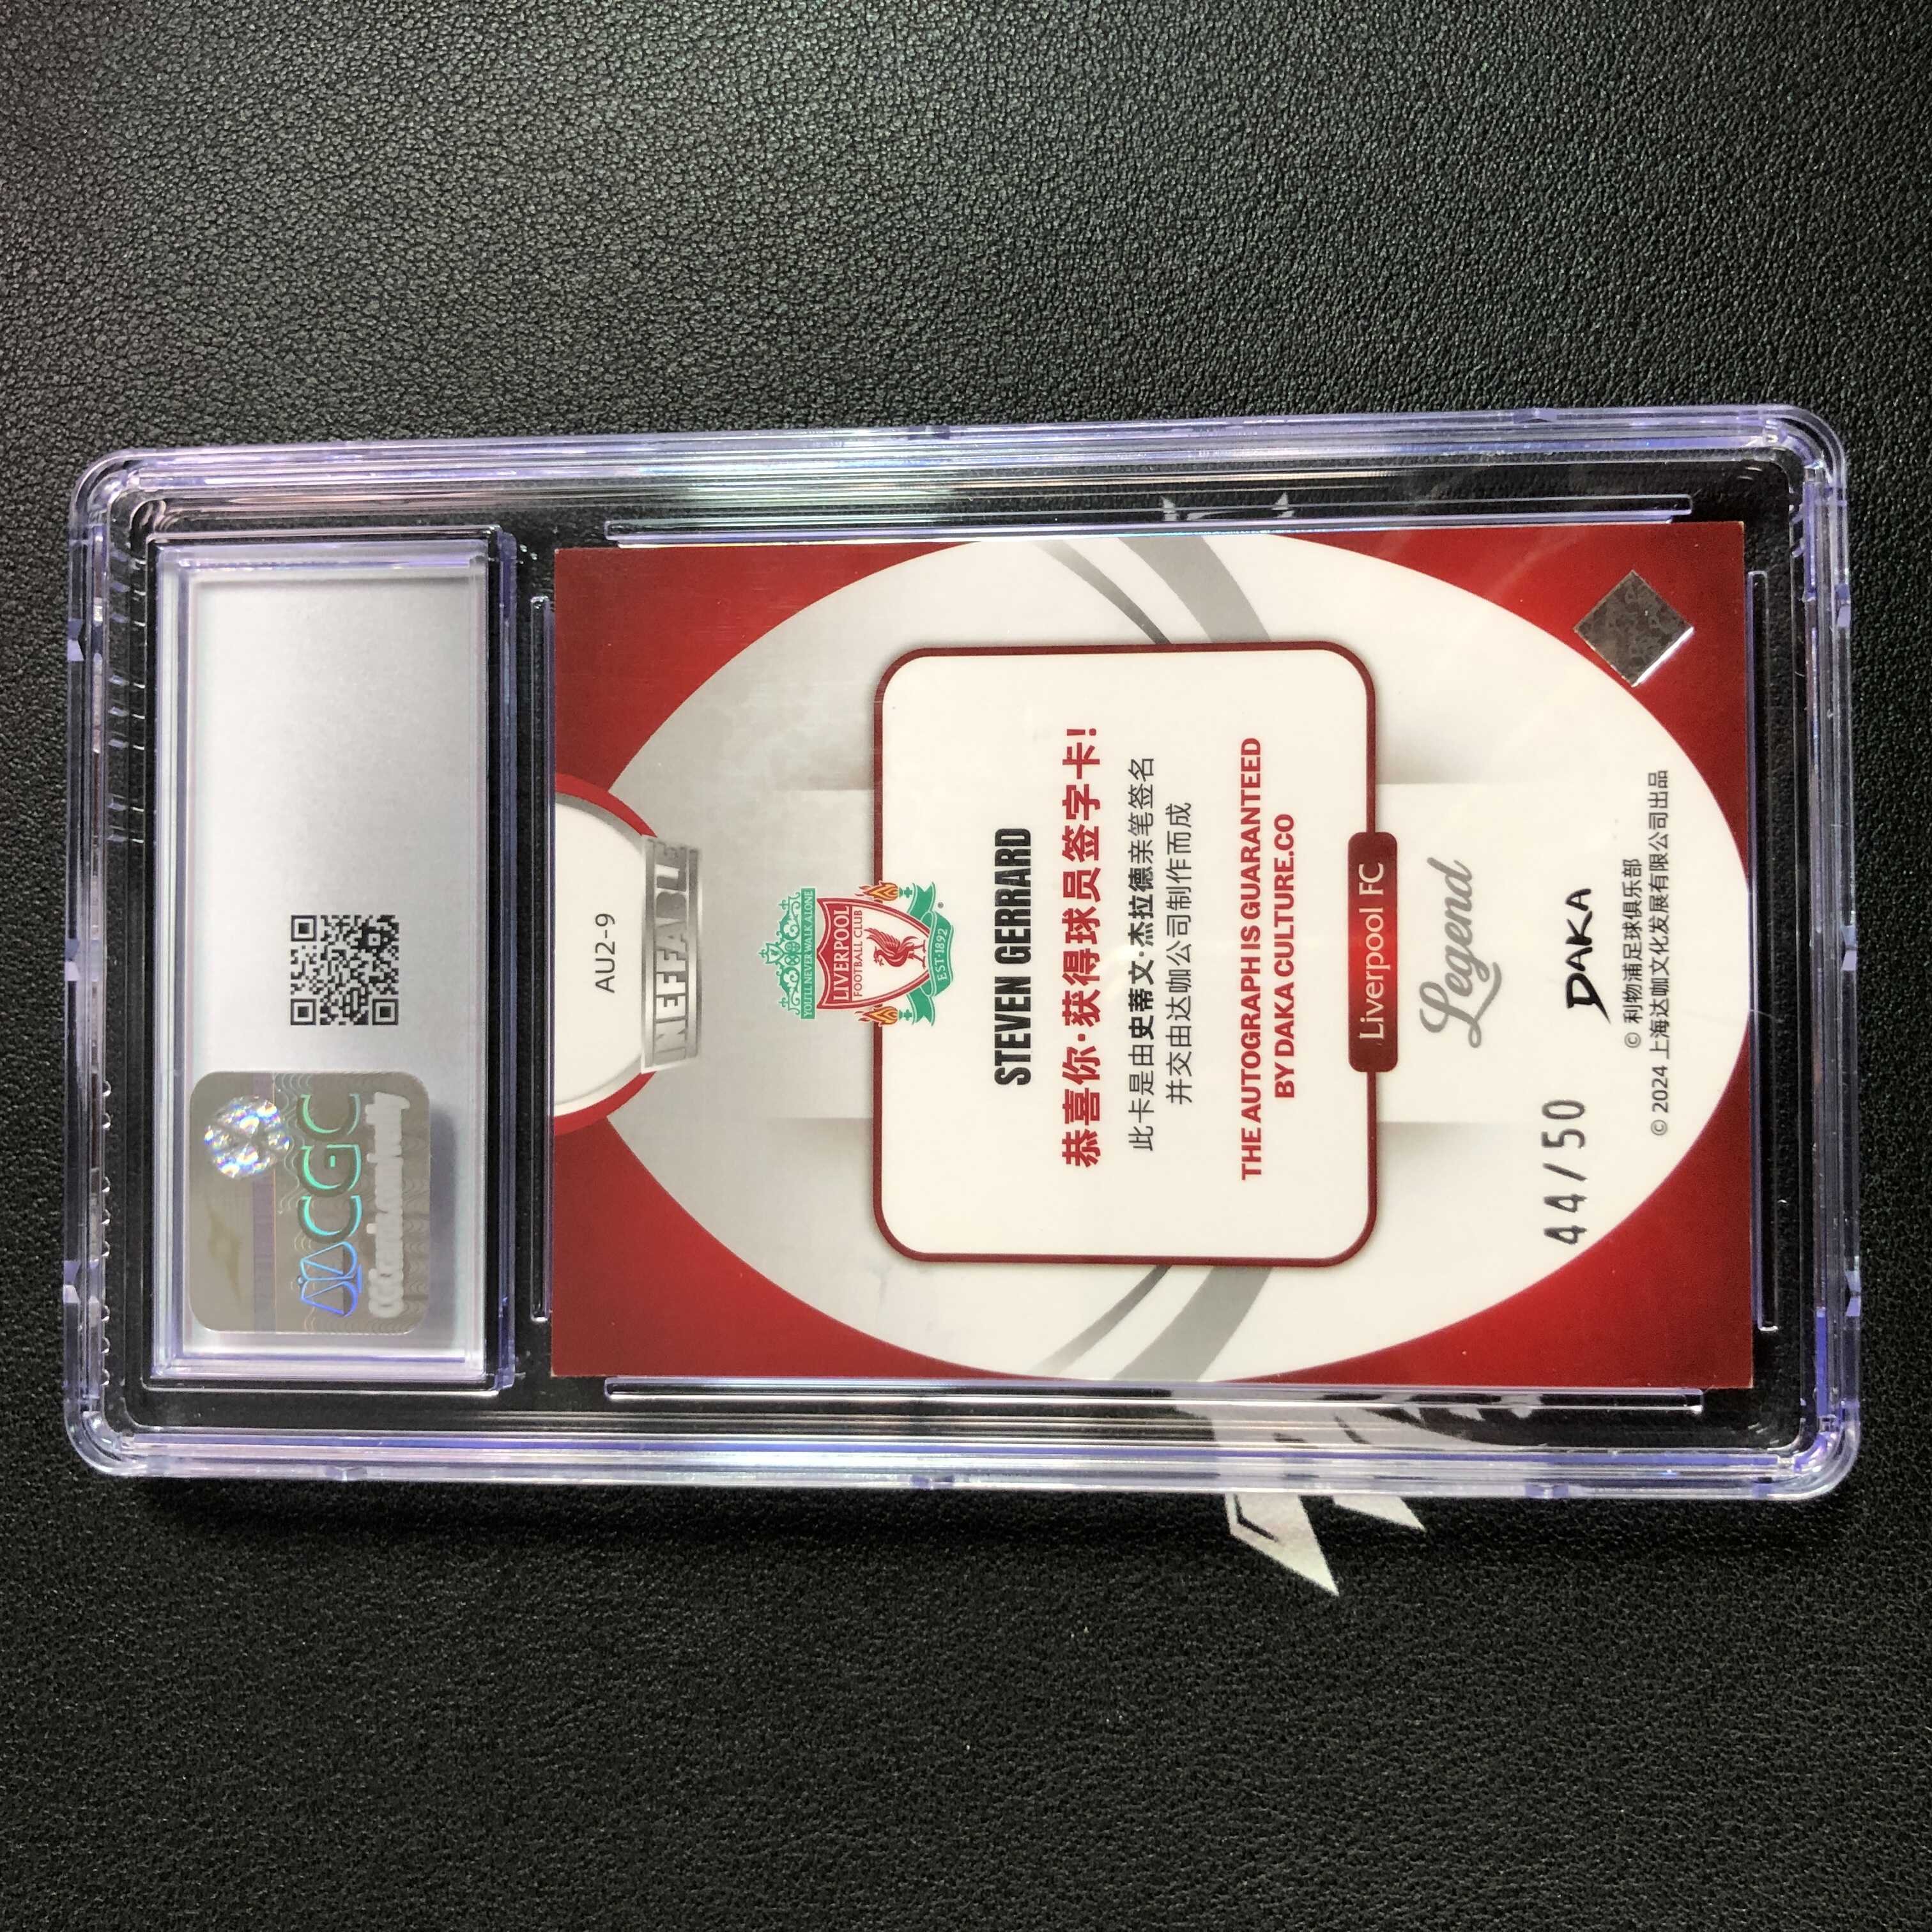 CGC
CGCcardsecurity
AU2-9
INEFFABLE
YOU'LL NEVER WALK ALONE
LIVERPOOL
FOOTBALL CLUB
EST·1892
STEVEN GERRARD
恭喜你·获得球员签字卡!
此卡是由史蒂文·杰拉德亲笔签名
并交由达咖公司制作而成
THE AUTOGRAPH IS GUARANTEED
BY DAKA CULTURE.CO
Liverpool FC
Legend
44/50
DAKA
© 利物浦足球俱乐部
© 2024 上海达咖文化发展有限公司出品